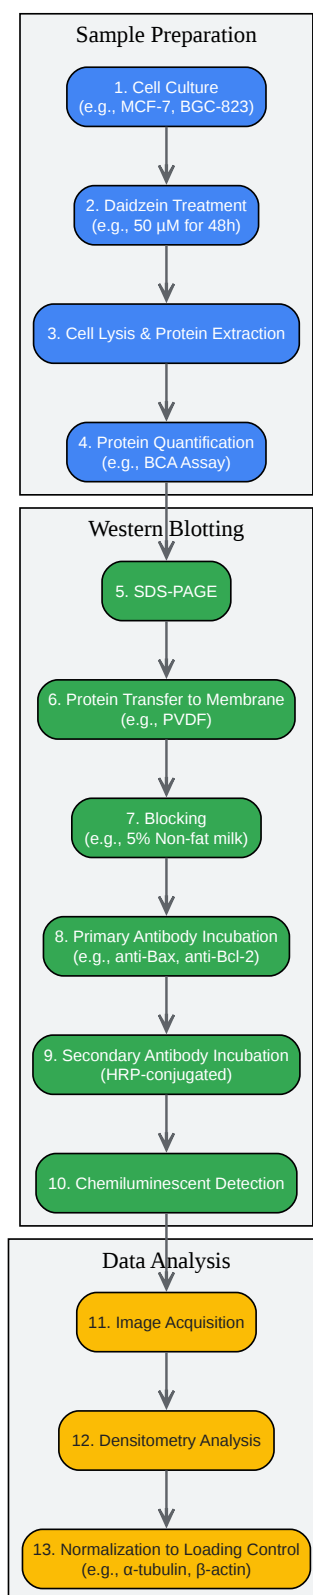 Sample Preparation
1. Cell Culture
(e.g., MCF-7, BGC-823)
2. Daidzein Treatment
(e.g., 50 µM for 48h)
3. Cell Lysis & Protein Extraction
4. Protein Quantification
(e.g., BCA Assay)
Western Blotting
5. SDS-PAGE
6. Protein Transfer to Membrane
(e.g., PVDF)
7. Blocking
(e.g., 5% Non-fat milk)
8. Primary Antibody Incubation
(e.g., anti-Bax, anti-Bcl-2)
9. Secondary Antibody Incubation
(HRP-conjugated)
10. Chemiluminescent Detection
Data Analysis
11. Image Acquisition
12. Densitometry Analysis
13. Normalization to Loading Control
(e.g., α-tubulin, β-actin)